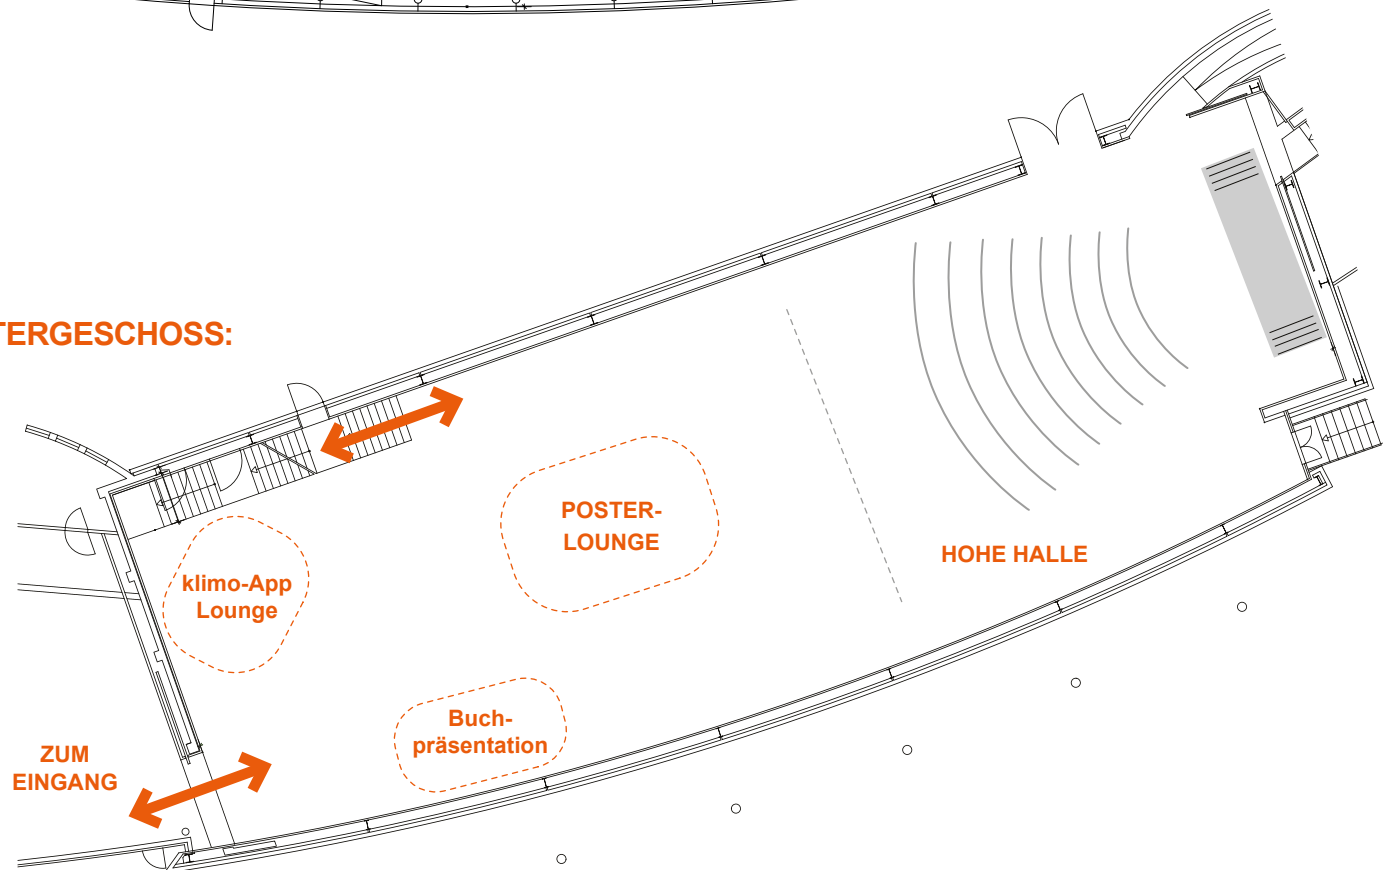 TERGESCHOSS:
POSTER-
LOUNGE
HOHE HALLE
klimo-App
Lounge
Buch-
präsentation
ZUM
EINGANG